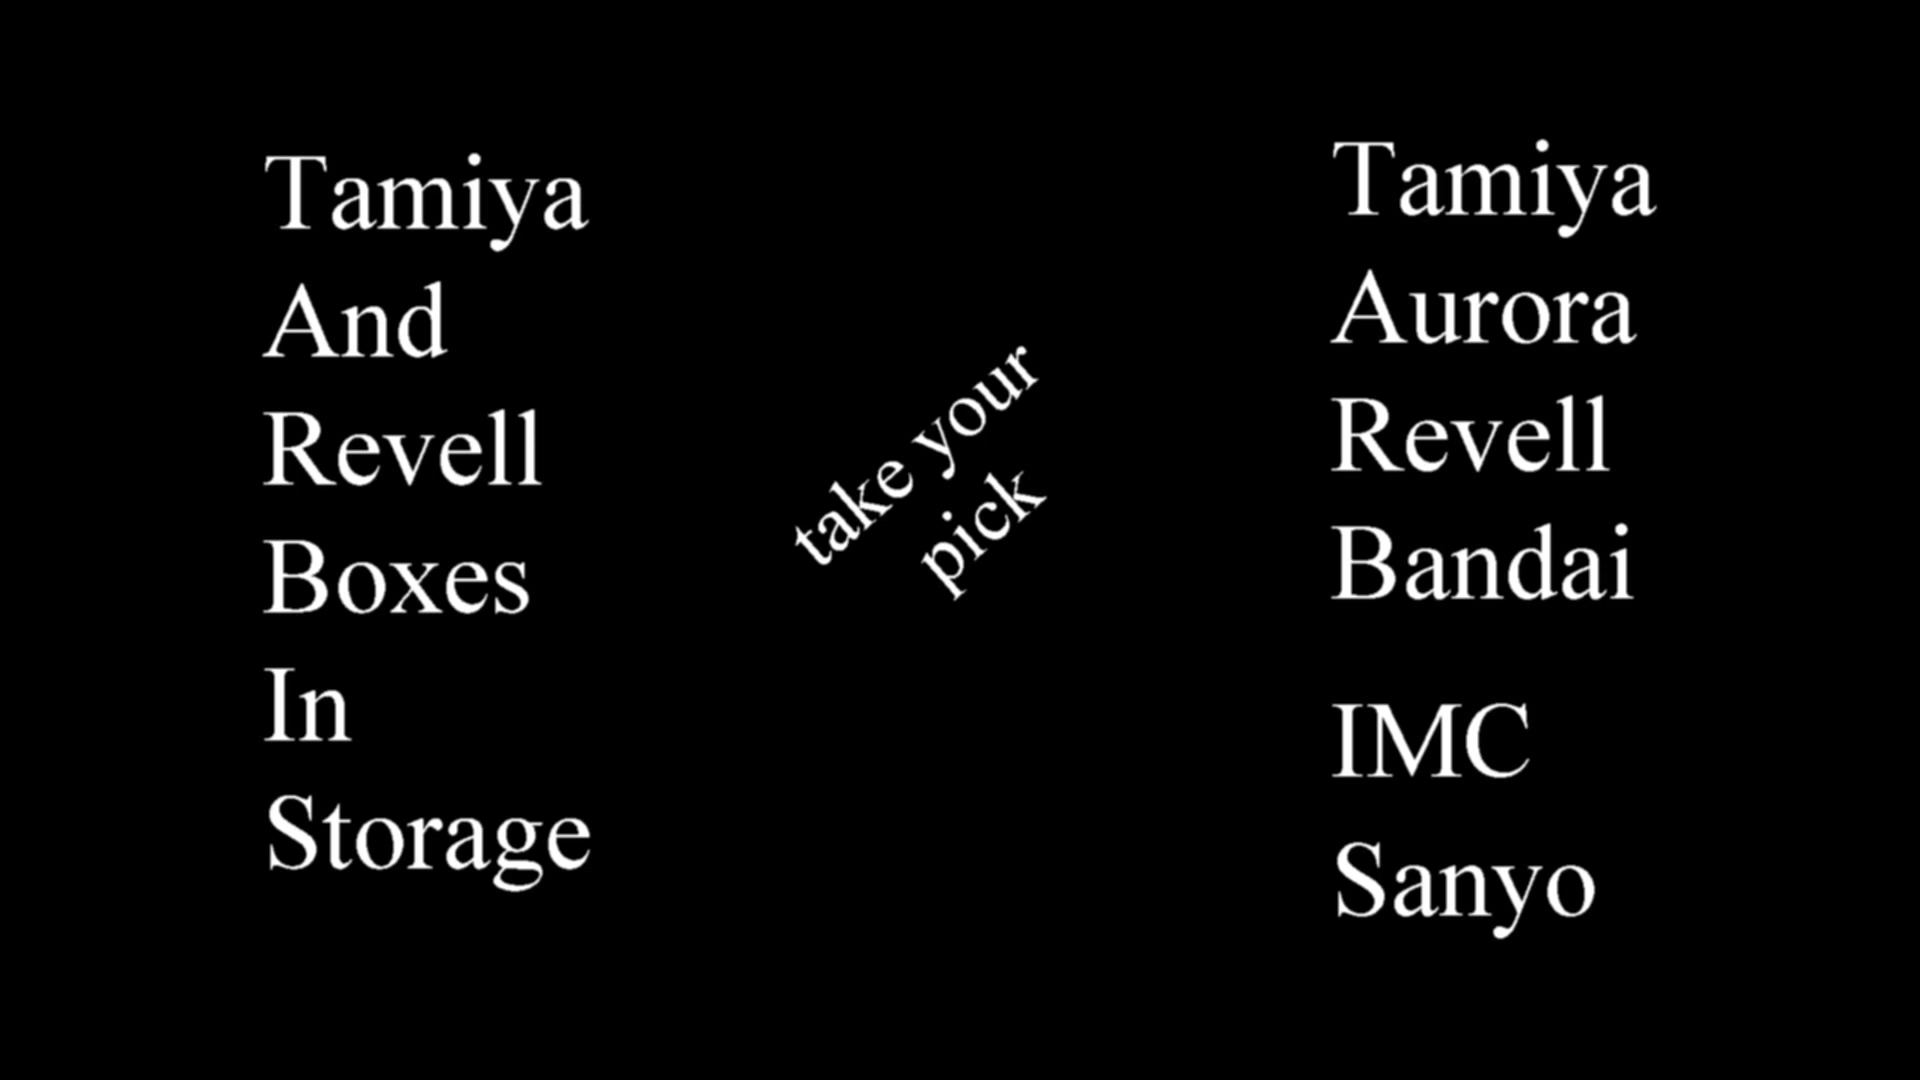 Tamiya
And
Revell
Boxes
In
Storage
take your
pick
Tamiya
Aurora
Revell
Bandai
IMC
Sanyo